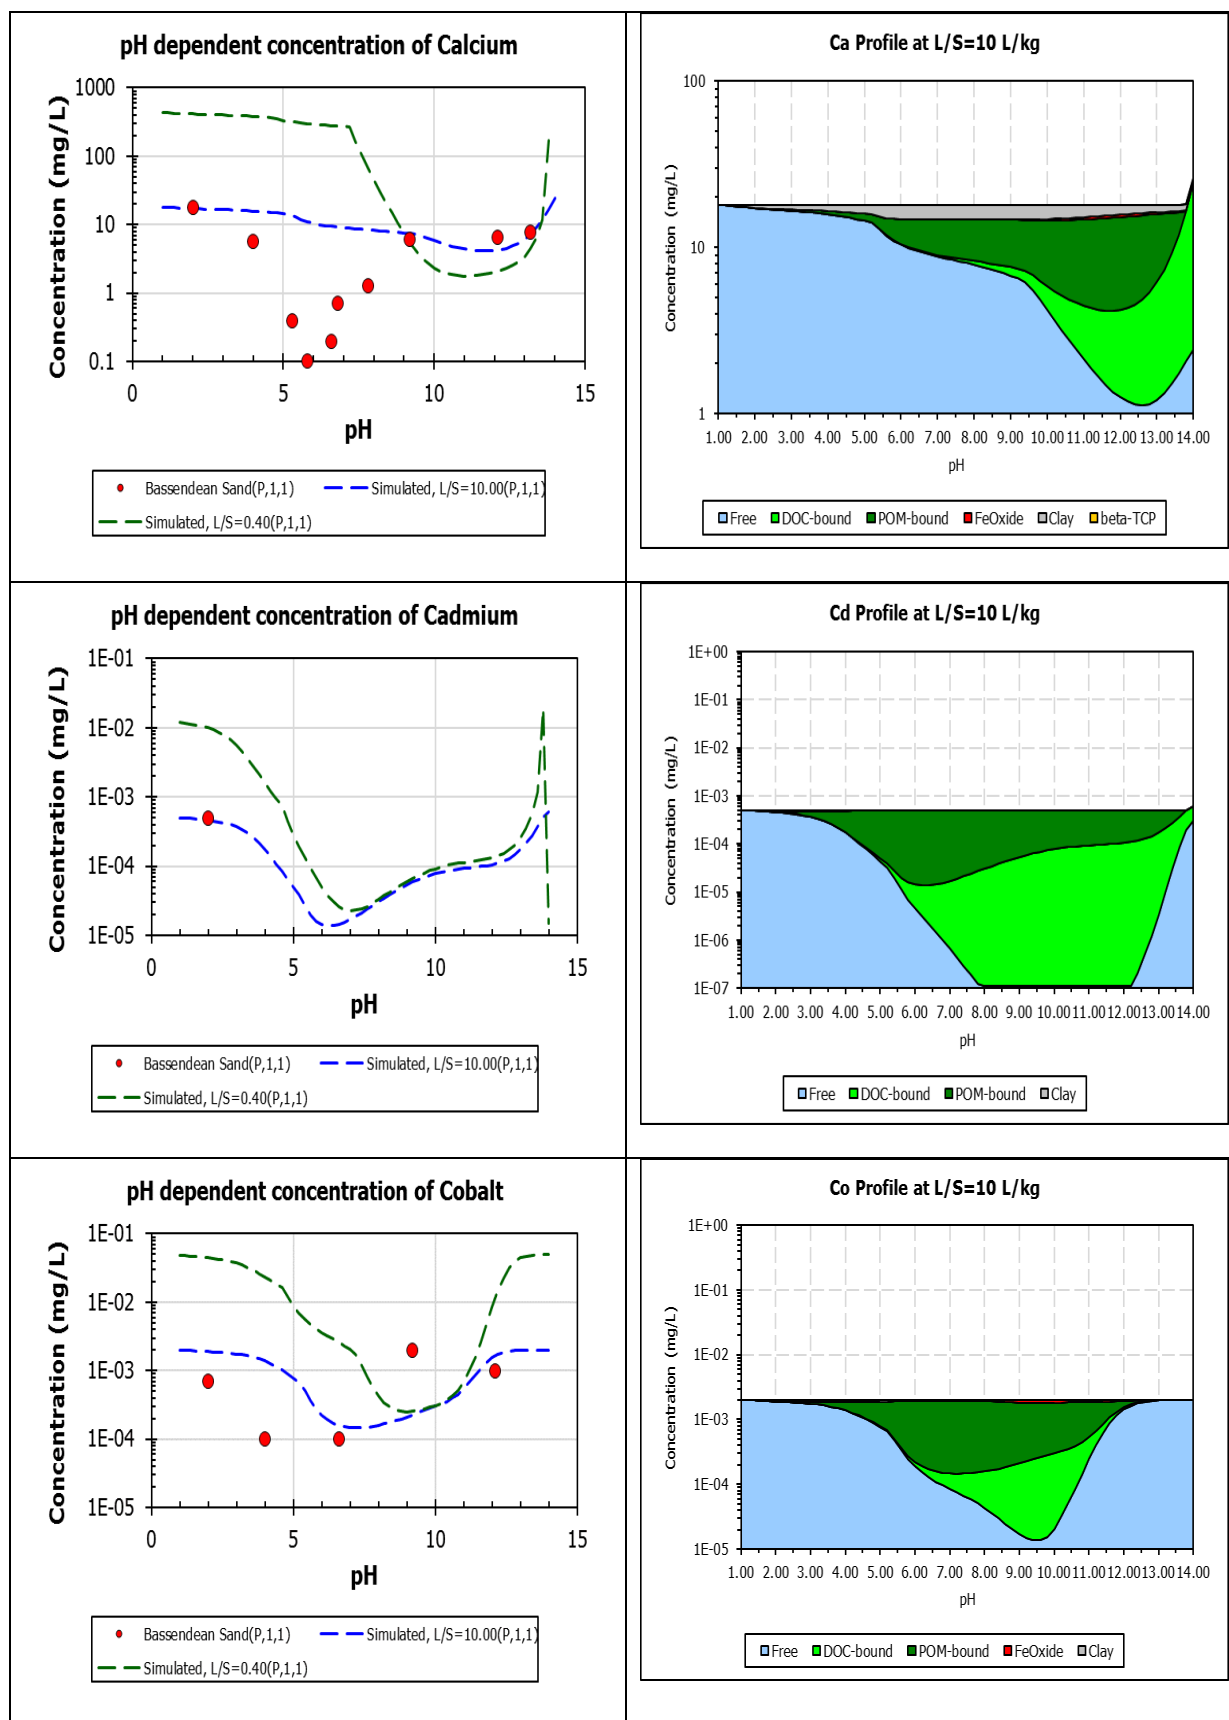 pH dependent concentration of Calcium
Concentration (mg/L)
1000
100
10
1
0.1
0 5 10 15
pH
Bassendean Sand(P,1,1) Simulated, L/S=10.00(P,1,1)
Simulated, L/S=0.40(P,1,1)
Ca Profile at L/S=10 L/kg
Concentration (mg/L)
100
10
1
1.00 2.00 3.00 4.00 5.00 6.00 7.00 8.00 9.00 10.00 11.00 12.00 13.00 14.00
pH
Free DOC-bound POM-bound FeOxide Clay beta-TCP
pH dependent concentration of Cadmium
Concentration (mg/L)
1E-01
1E-02
1E-03
1E-04
1E-05
0 5 10 15
pH
Bassendean Sand(P,1,1) Simulated, L/S=10.00(P,1,1)
Simulated, L/S=0.40(P,1,1)
Cd Profile at L/S=10 L/kg
Concentration (mg/L)
1E+00
1E-01
1E-02
1E-03
1E-04
1E-05
1E-06
1E-07
1.00 2.00 3.00 4.00 5.00 6.00 7.00 8.00 9.00 10.00 11.00 12.00 13.00 14.00
pH
Free DOC-bound POM-bound Clay
pH dependent concentration of Cobalt
Concentration (mg/L)
1E-01
1E-02
1E-03
1E-04
1E-05
0 5 10 15
pH
Bassendean Sand(P,1,1) Simulated, L/S=10.00(P,1,1)
Simulated, L/S=0.40(P,1,1)
Co Profile at L/S=10 L/kg
Concentration (mg/L)
1E+00
1E-01
1E-02
1E-03
1E-04
1E-05
1.00 2.00 3.00 4.00 5.00 6.00 7.00 8.00 9.00 10.00 11.00 12.00 13.00 14.00
pH
Free DOC-bound POM-bound FeOxide Clay